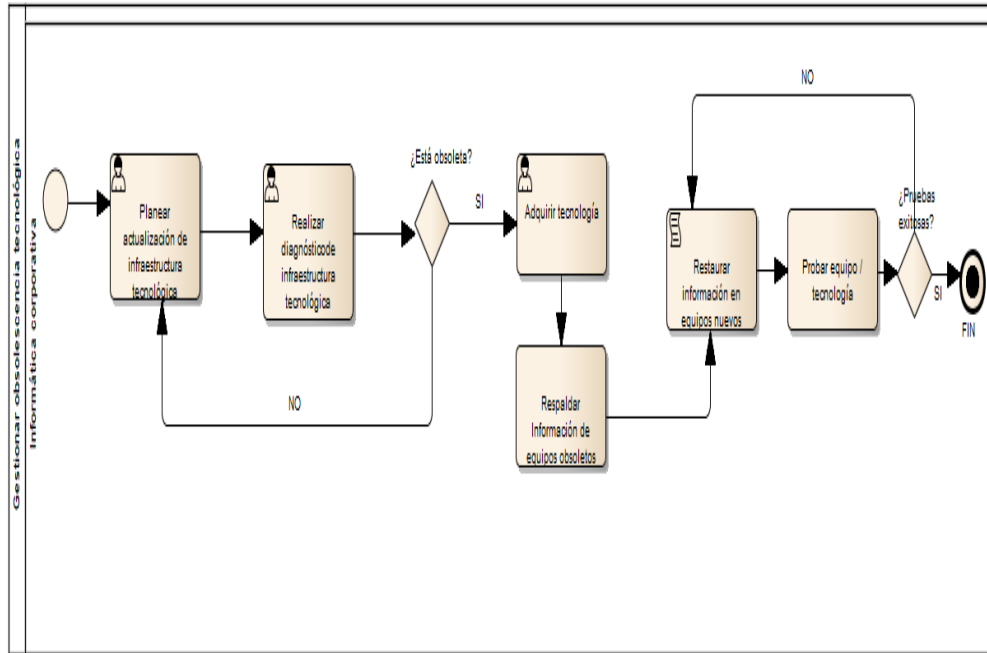 Gestionar obsolescencia tecnológica
Informática corporativa
Planear
actualización de
infraestructura
tecnológica
Realizar
diagnósticode
infraestructura
tecnológica
¿Está obsoleta?
SI
NO
Adquirir tecnología
Respaldar
Información de
equipos obsoletos
Restaurar
información en
equipos nuevos
Probar equipo /
tecnología
¿Pruebas
exitosas?
NO
SI
FIN